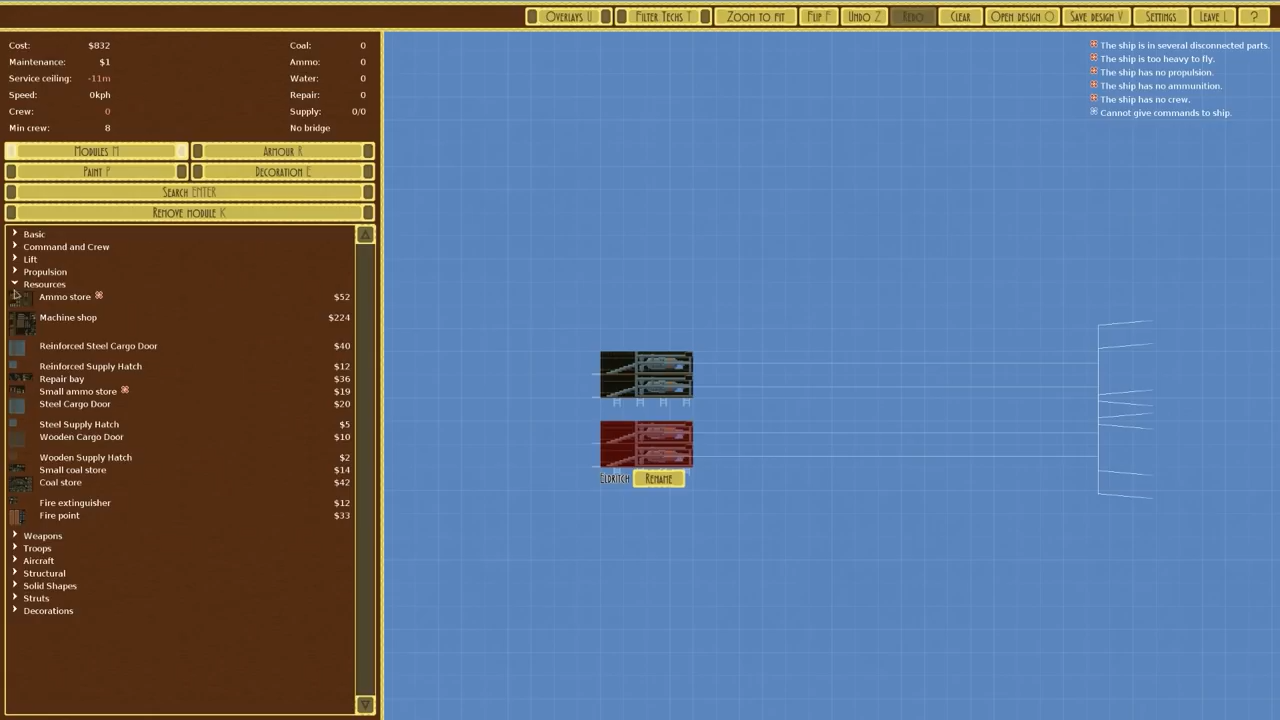 OVERLAYS U FILTER TECHS T ZOOM TO FIT FLIP F UNDO Z REDO CLEAR OPEN DESIGN O SAVE DESIGN V SETTINGS LEAVE L ?
Cost: $832 Coal: 0
Maintenance: $1 Ammo: 0
Service ceiling: -11m Water: 0
Speed: 0kph Repair: 0
Crew: 0 Supply: 0/0
Min crew: 8 No bridge
MODULES M ARMOUR R
PAINT P DECORATION E
SEARCH ENTER
REMOVE MODULE K
Basic
Command and Crew
Lift
Propulsion
Resources
Ammo store $52
Machine shop $224
Reinforced Steel Cargo Door $40
Reinforced Supply Hatch $12
Repair bay $36
Small ammo store $19
Steel Cargo Door $20
Steel Supply Hatch $5
Wooden Cargo Door $10
Wooden Supply Hatch $2
Small coal store $14
Coal store $42
Fire extinguisher $12
Fire point $33
Weapons
Troops
Aircraft
Structural
Solid Shapes
Struts
Decorations
The ship is in several disconnected parts.
The ship is too heavy to fly.
The ship has no propulsion.
The ship has no ammunition.
The ship has no crew.
Cannot give commands to ship.
ELDRITCH RENAME